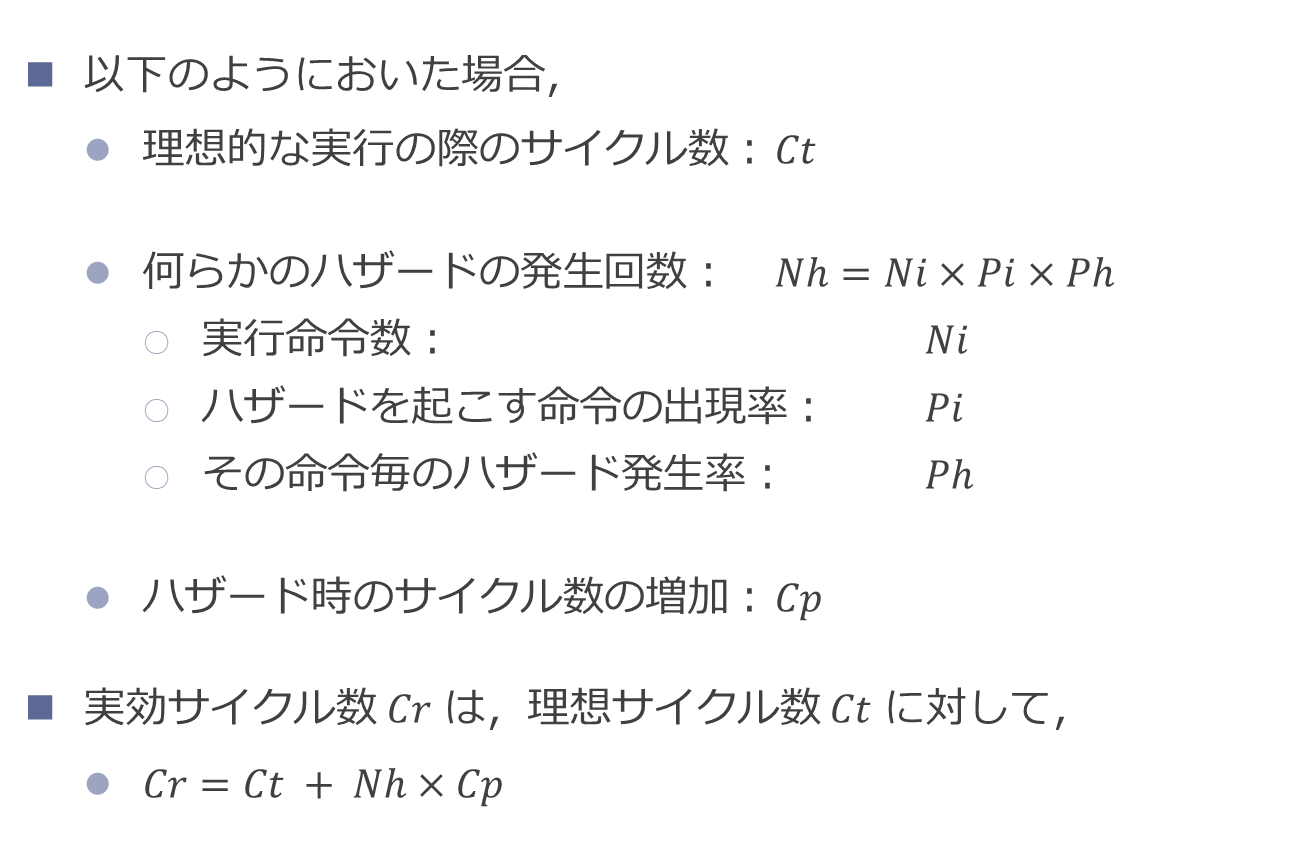 以下のようにおいた場合,
理想的な実行の際のサイクル数：Ct
何らかのハザードの発生回数： Nh = Ni × Pi × Ph
実行命令数： Ni
ハザードを起こす命令の出現率： Pi
その命令毎のハザード発生率： Ph
ハザード時のサイクル数の増加：Cp
実効サイクル数 Cr は，理想サイクル数 Ct に対して,
Cr = Ct + Nh × Cp